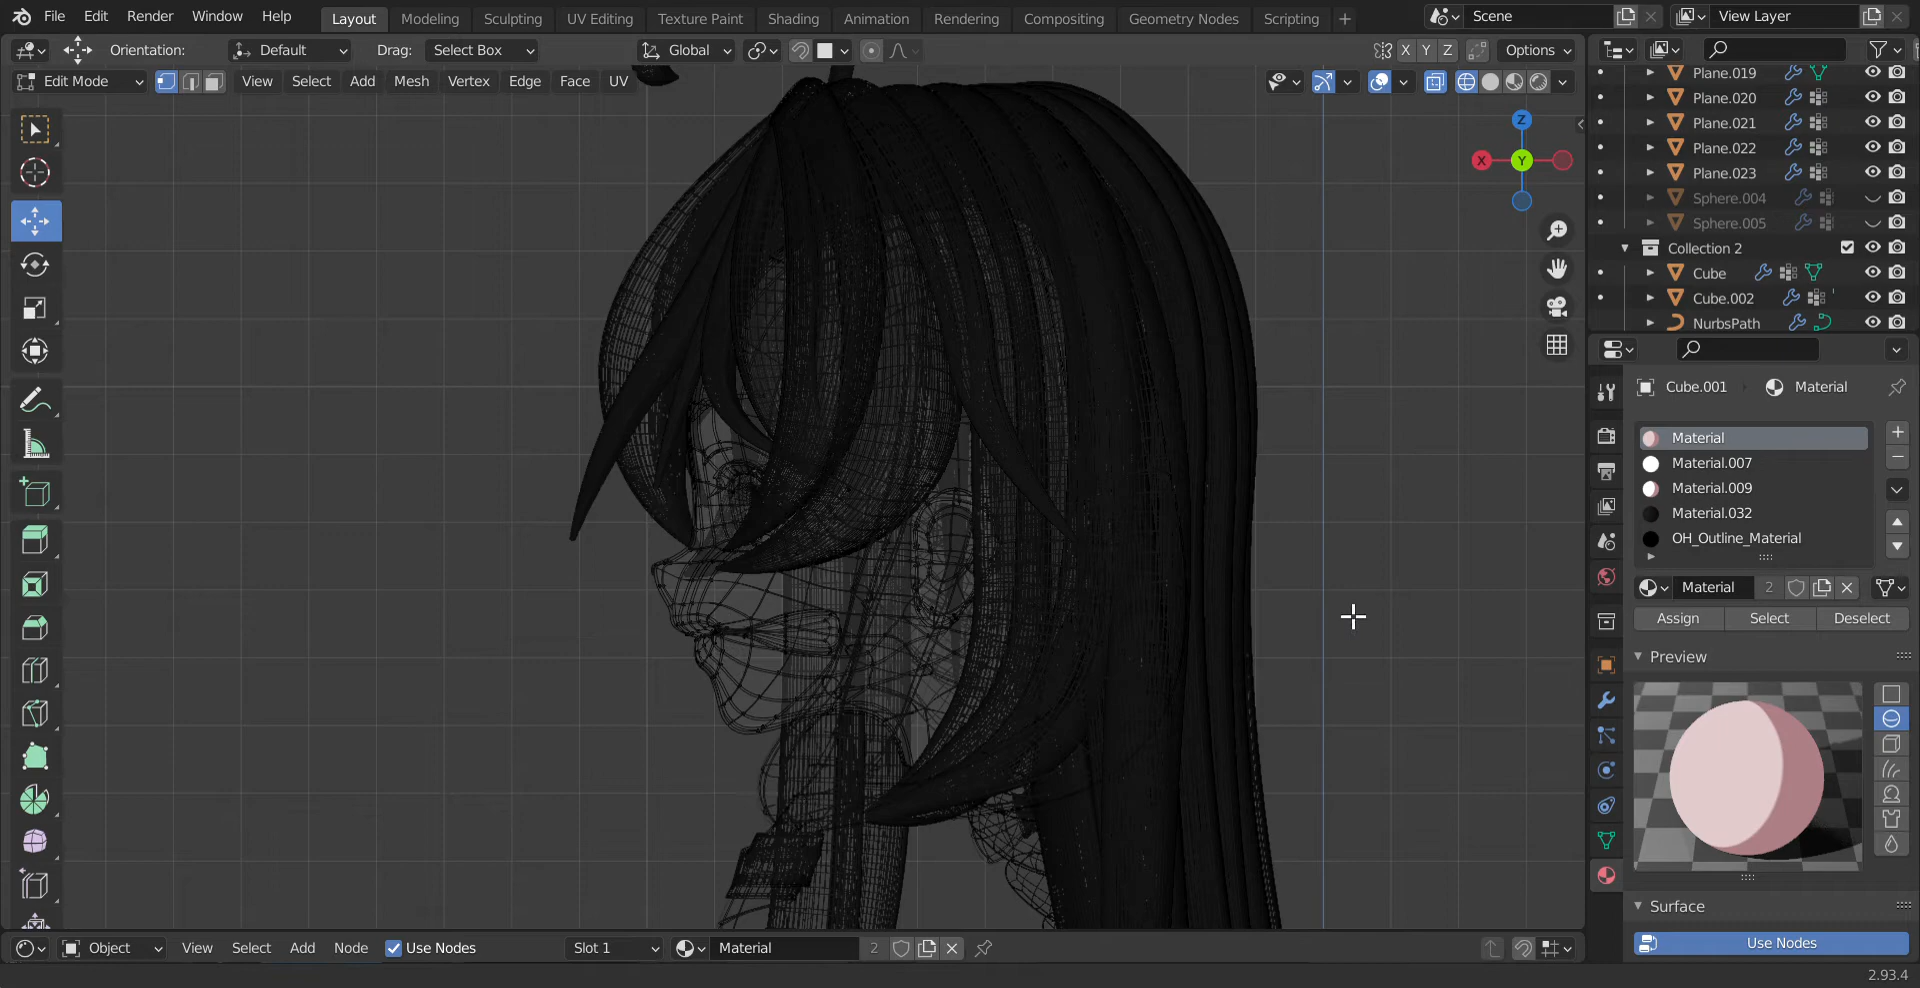 File Edit Render Window Help Layout Modeling Sculpting UV Editing Texture Paint Shading Animation Rendering Compositing Geometry Nodes Scripting + Scene View Layer
Orientation: Default Drag: Select Box Global X Y Z Options
Edit Mode View Select Add Mesh Vertex Edge Face UV
Z
X
Y
Plane.019
Plane.020
Plane.021
Plane.022
Plane.023
Sphere.004
Sphere.005
Collection 2
Cube
Cube.002
NurbsPath
Cube.001 Material
Material
Material.007
Material.009
Material.032
OH_Outline_Material
Material 2
Assign Select Deselect
Preview
Surface
Use Nodes
Object View Select Add Node Use Nodes Slot 1 Material 2
2.93.4